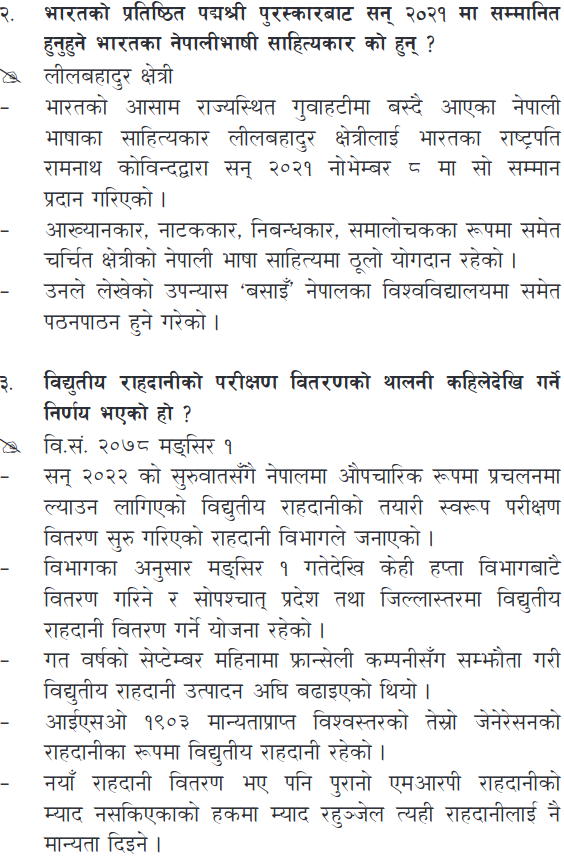 २. भारतको प्रतिष्ठित पद्मश्री पुरस्कारबाट सन् २०२१ मा सम्मानित
हुनुहुने भारतका नेपालीभाषी साहित्यकार को हुन् ?
लीलबहादुर क्षेत्री
– भारतको आसाम राज्यस्थित गुवाहटीमा बस्दै आएका नेपाली
भाषाका साहित्यकार लीलबहादुर क्षेत्रीलाई भारतका राष्ट्रपति
रामनाथ कोविन्दद्वारा सन् २०२१ नोभेम्बर ८ मा सो सम्मान
प्रदान गरिएको ।
– आख्यानकार, नाटककार, निबन्धकार, समालोचकका रूपमा समेत
चर्चित क्षेत्रीको नेपाली भाषा साहित्यमा ठूलो योगदान रहेको ।
– उनले लेखेको उपन्यास ‘बसाइँ’ नेपालका विश्वविद्यालयमा समेत
पठनपाठन हुने गरेको ।
३. विद्युतीय राहदानीको परीक्षण वितरणको थालनी कहिलेदेखि गर्ने
निर्णय भएको हो ?
वि.सं. २०७८ मङ्सिर १
– सन् २०२२ को सुरुवातसँगै नेपालमा औपचारिक रूपमा प्रचलनमा
ल्याउन लागिएको विद्युतीय राहदानीको तयारी स्वरूप परीक्षण
वितरण सुरु गरिएको राहदानी विभागले जनाएको ।
– विभागका अनुसार मङ्सिर १ गतेदेखि केही हप्ता विभागबाटै
वितरण गरिने र सोपश्चात् प्रदेश तथा जिल्लास्तरमा विद्युतीय
राहदानी वितरण गर्ने योजना रहेको ।
– गत वर्षको सेप्टेम्बर महिनामा फ्रान्सेली कम्पनीसँग सम्झौता गरी
विद्युतीय राहदानी उत्पादन अघि बढाइएको थियो ।
– आईएसओ १९०३ मान्यताप्राप्त विश्वस्तरको तेस्रो जेनेरेसनको
राहदानीका रूपमा विद्युतीय राहदानी रहेको ।
– नयाँ राहदानी वितरण भए पनि पुरानो एमआरपी राहदानीको
म्याद नसकिएकाको हकमा म्याद रहुञ्जेल त्यही राहदानीलाई नै
मान्यता दिइने ।